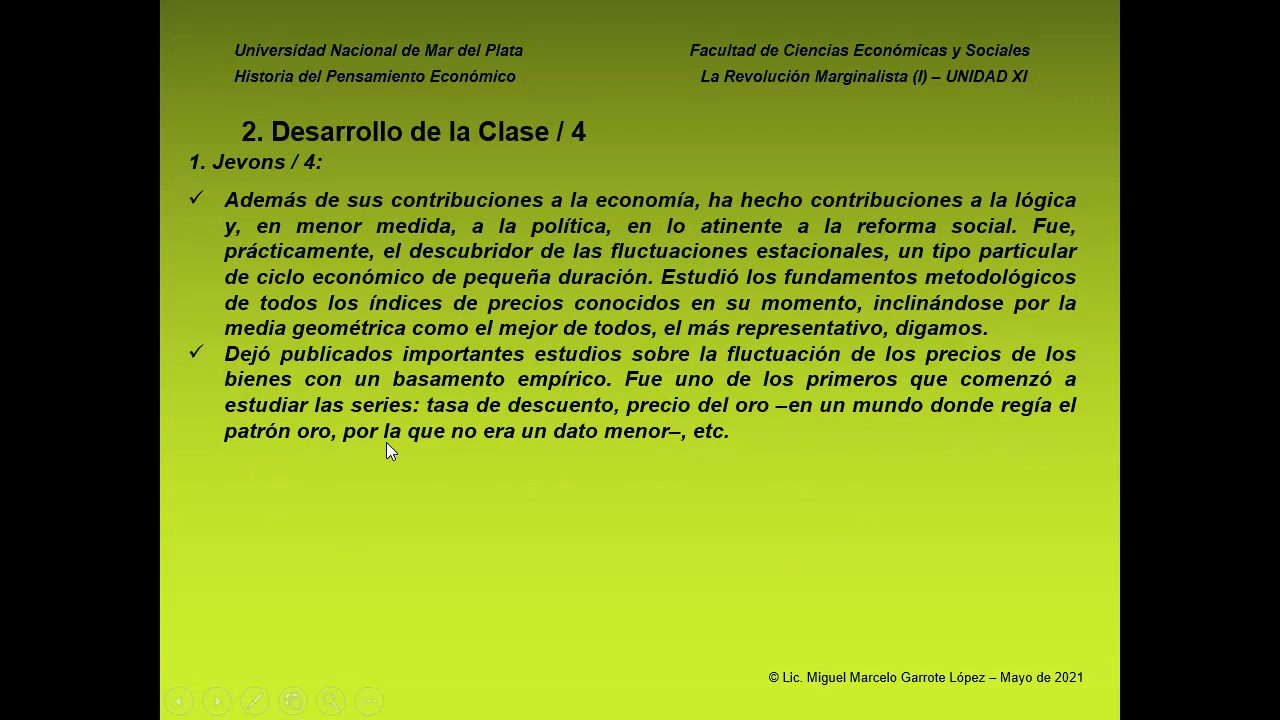 Universidad Nacional de Mar del Plata
Facultad de Ciencias Económicas y Sociales
Historia del Pensamiento Económico
La Revolución Marginalista (I) – UNIDAD XI
2. Desarrollo de la Clase / 4
1. Jevons / 4:
✓ Además de sus contribuciones a la economía, ha hecho contribuciones a la lógica
y, en menor medida, a la política, en lo atinente a la reforma social. Fue,
prácticamente, el descubridor de las fluctuaciones estacionales, un tipo particular
de ciclo económico de pequeña duración. Estudió los fundamentos metodológicos
de todos los índices de precios conocidos en su momento, inclinándose por la
media geométrica como el mejor de todos, el más representativo, digamos.
✓ Dejó publicados importantes estudios sobre la fluctuación de los precios de los
bienes con un basamento empírico. Fue uno de los primeros que comenzó a
estudiar las series: tasa de descuento, precio del oro –en un mundo donde regía el
patrón oro, por la que no era un dato menor–, etc.
© Lic. Miguel Marcelo Garrote López – Mayo de 2021